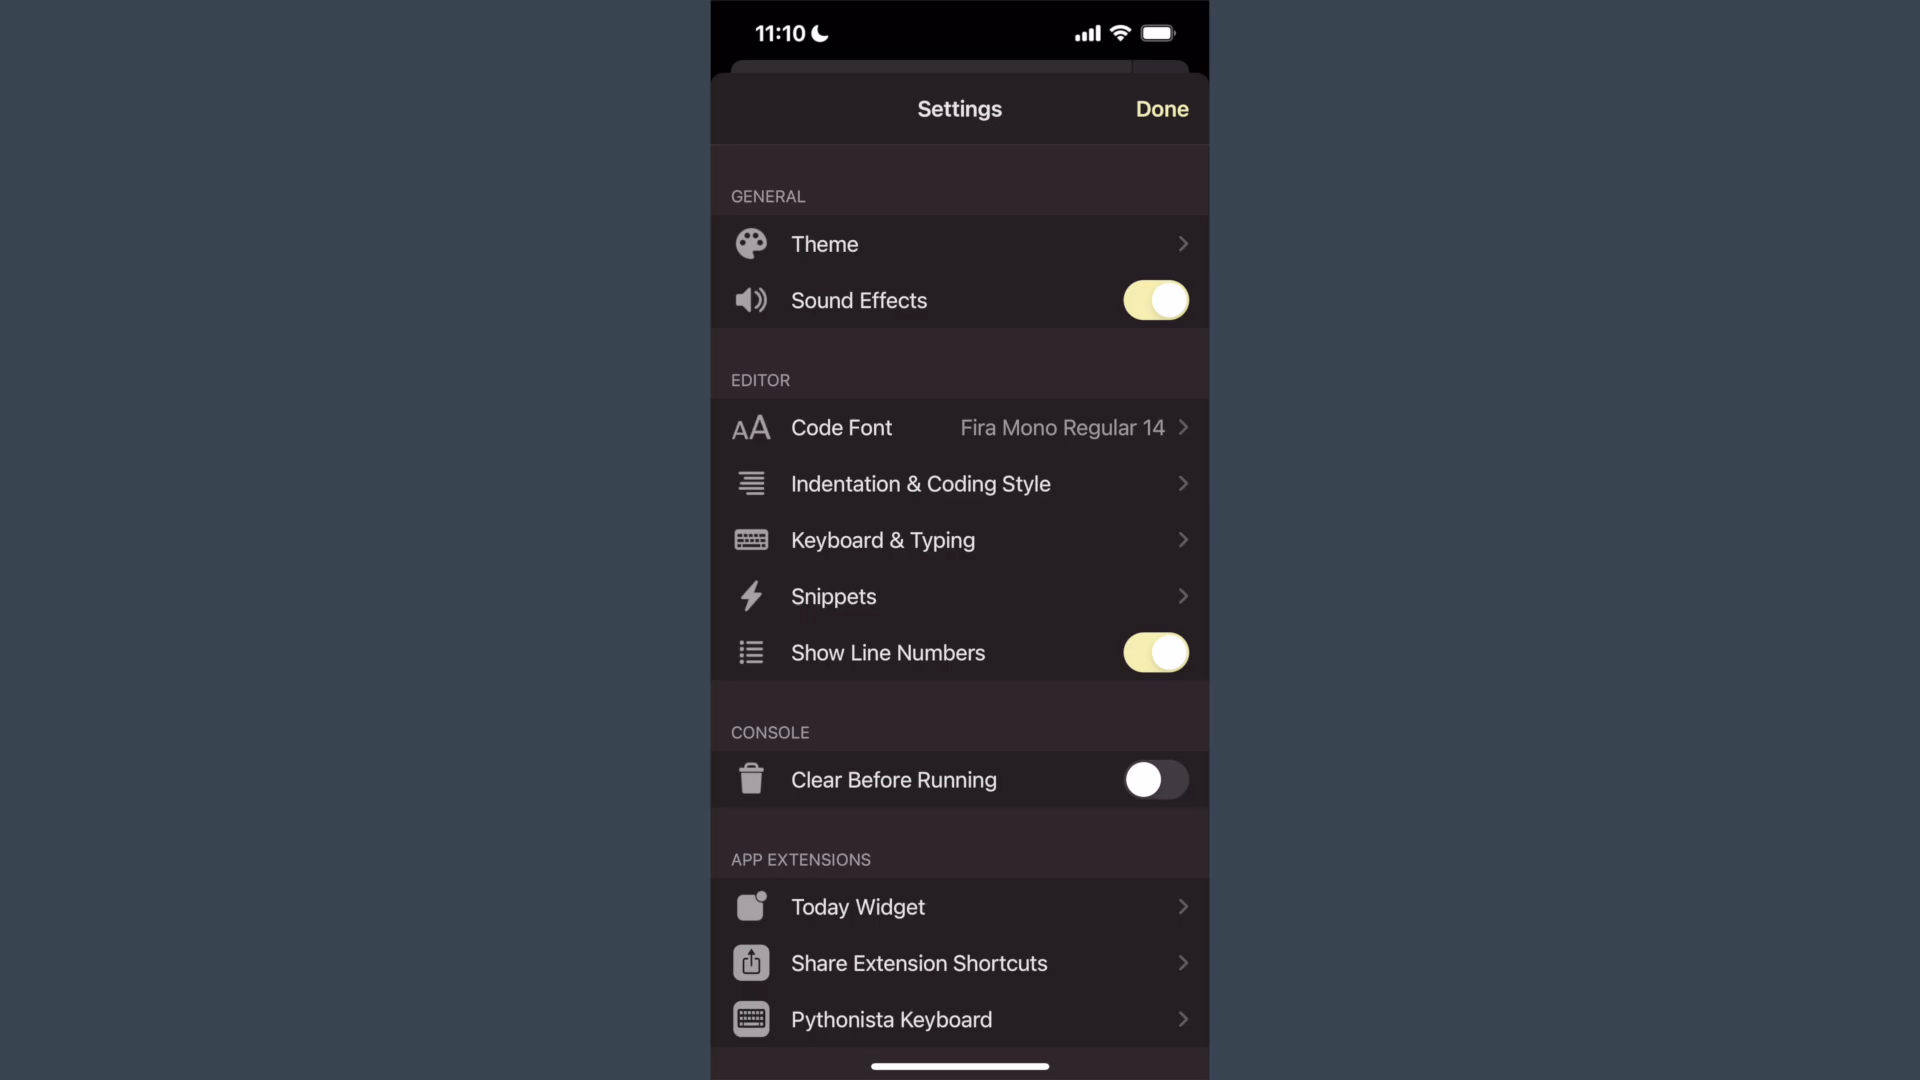 11:10
Settings
Done
GENERAL
Theme
Sound Effects
EDITOR
Code Font Fira Mono Regular 14
Indentation & Coding Style
Keyboard & Typing
Snippets
Show Line Numbers
CONSOLE
Clear Before Running
APP EXTENSIONS
Today Widget
Share Extension Shortcuts
Pythonista Keyboard